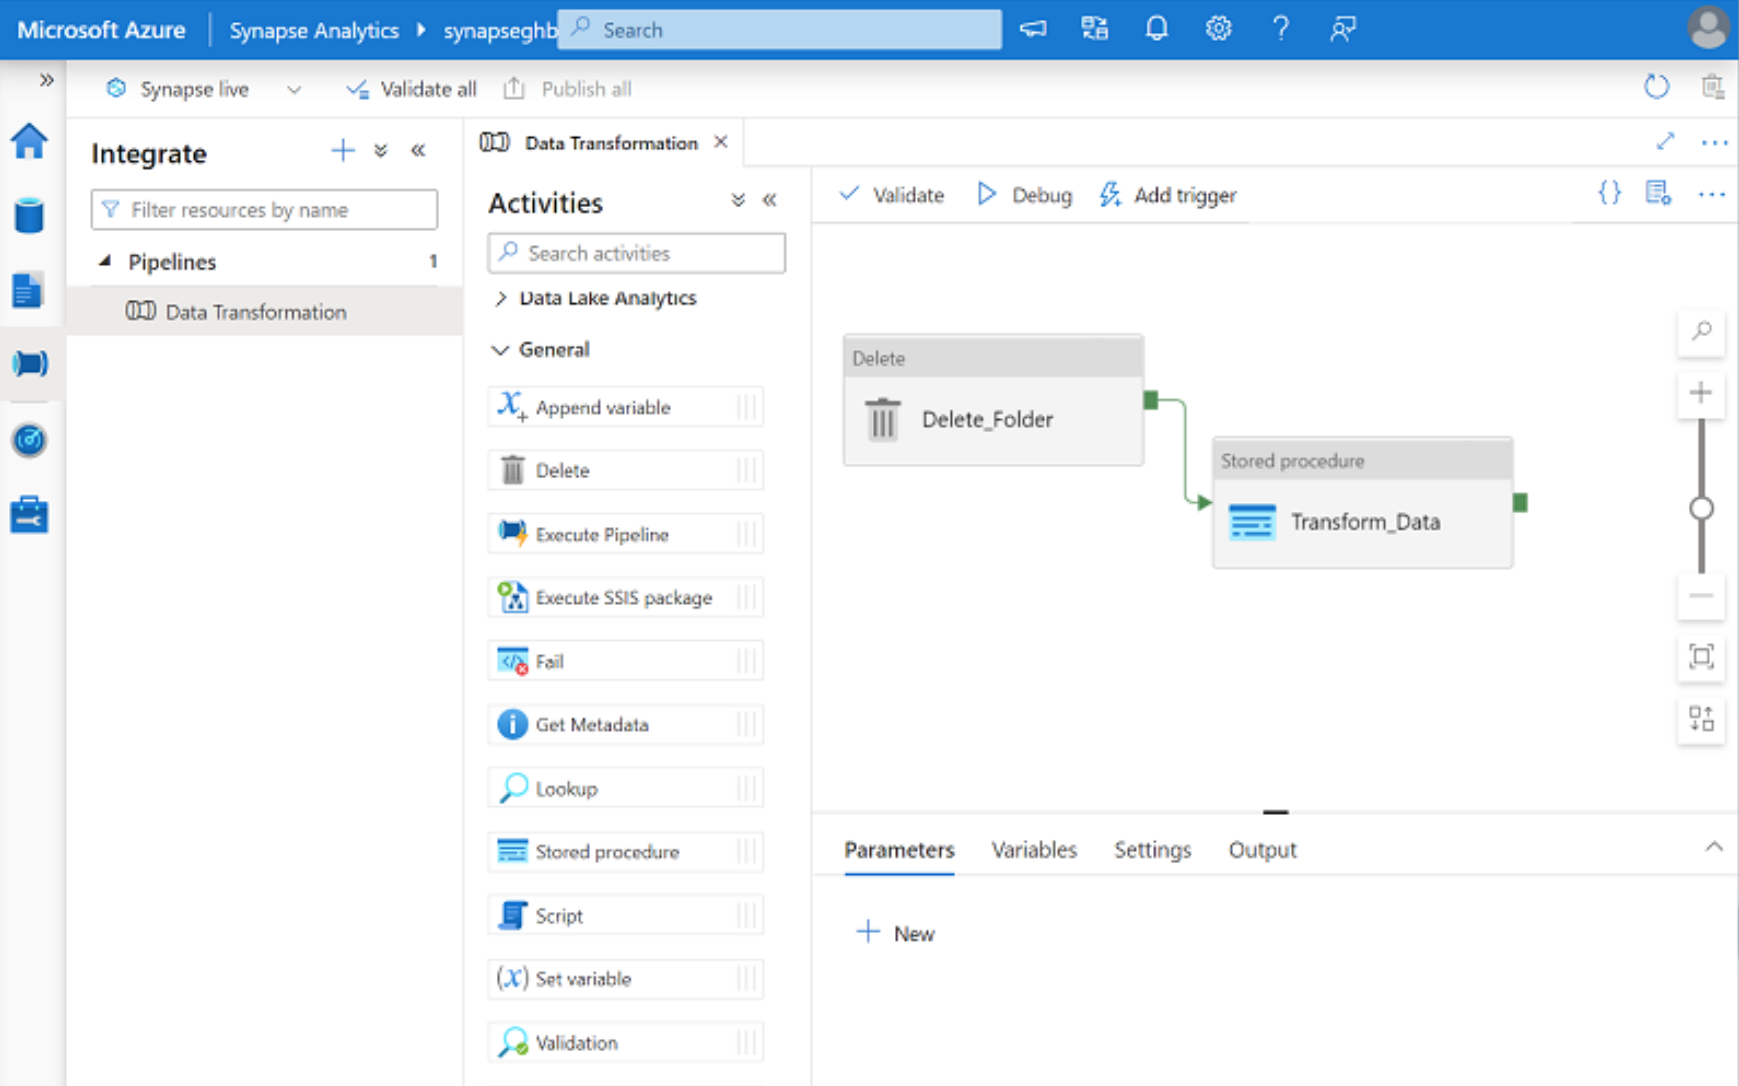 Microsoft Azure
Synapse Analytics
synapseghb
Search
Synapse live
Validate all
Publish all
Integrate
Filter resources by name
Pipelines
1
Data Transformation
Data Transformation
Activities
Search activities
Data Lake Analytics
General
Append variable
Delete
Execute Pipeline
Execute SSIS package
Fail
Get Metadata
Lookup
Stored procedure
Script
Set variable
Validation
Validate
Debug
Add trigger
Delete
Delete_Folder
Stored procedure
Transform_Data
Parameters
Variables
Settings
Output
New